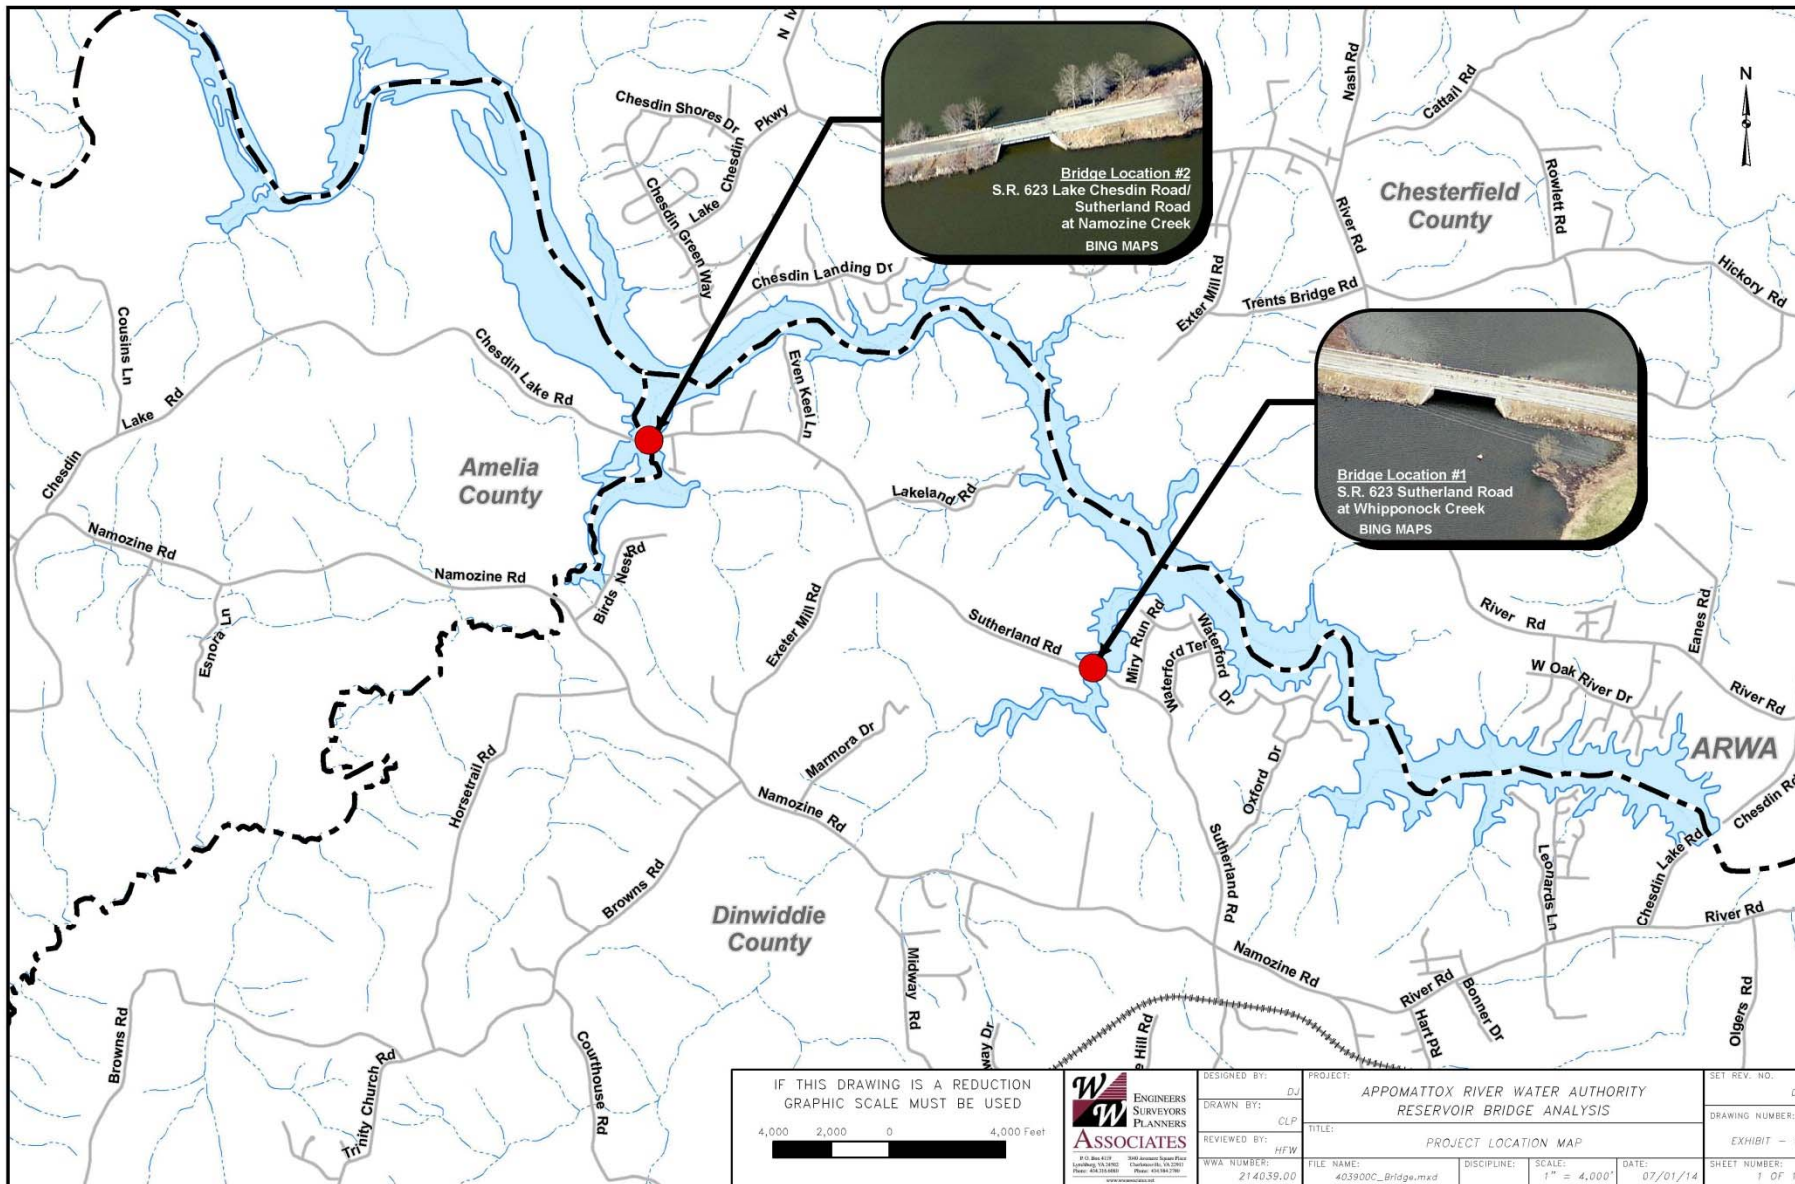 N
Chesdin Shores Dr
Lake Chesdin Pkwy
Chesdin Green Way
Chesdin Landing Dr
Bridge Location #2
S.R. 623 Lake Chesdin Road/
Sutherland Road
at Namozine Creek
BING MAPS
Nash Rd
Cattail Rd
N
Rowlett Rd
Chesterfield
County
River Rd
Hickory Rd
Exter Mill Rd
Trents Bridge Rd
Cousins Ln
Chesdin Lake Rd
Chesdin Lake Rd
Even Keel Ln
Bridge Location #1
S.R. 623 Sutherland Road
at Whipponock Creek
BING MAPS
Amelia
County
Lakeland Rd
Namozine Rd
Namozine Rd
Birds Nest Rd
Esnora Ln
Exeter Mill Rd
Sutherland Rd
Miry Run Rd
Waterford Ter
Waterford Dr
River Rd
Eanes Rd
W Oak River Dr
River Rd
ARWA
Horsetrail Rd
Marmora Dr
Namozine Rd
Oxford Dr
Chesdin Rd
Sutherland Rd
Leonards Ln
Chesdin Lake Rd
River Rd
Browns Rd
Dinwiddie
County
Midway Rd
Namozine Rd
River Rd
Bonner Dr
Hart Rd
Olgers Rd
Browns Rd
Trinity Church Rd
Courthouse Rd
way Dr
e Hill Rd
IF THIS DRAWING IS A REDUCTION
GRAPHIC SCALE MUST BE USED
4,000 2,000 0 4,000 Feet
W W
ENGINEERS
SURVEYORS
PLANNERS
ASSOCIATES
DESIGNED BY: DJ
DRAWN BY: CLP
REVIEWED BY: HFW
WWA NUMBER: 214039.00
PROJECT:
APPOMATTOX RIVER WATER AUTHORITY
RESERVOIR BRIDGE ANALYSIS
TITLE:
PROJECT LOCATION MAP
FILE NAME: 403900C_Bridge.mxd
DISCIPLINE:
SCALE: 1" = 4,000'
DATE: 07/01/14
SET REV. NO.
DRAWING NUMBER:
EXHIBIT -
SHEET NUMBER:
1 OF 1